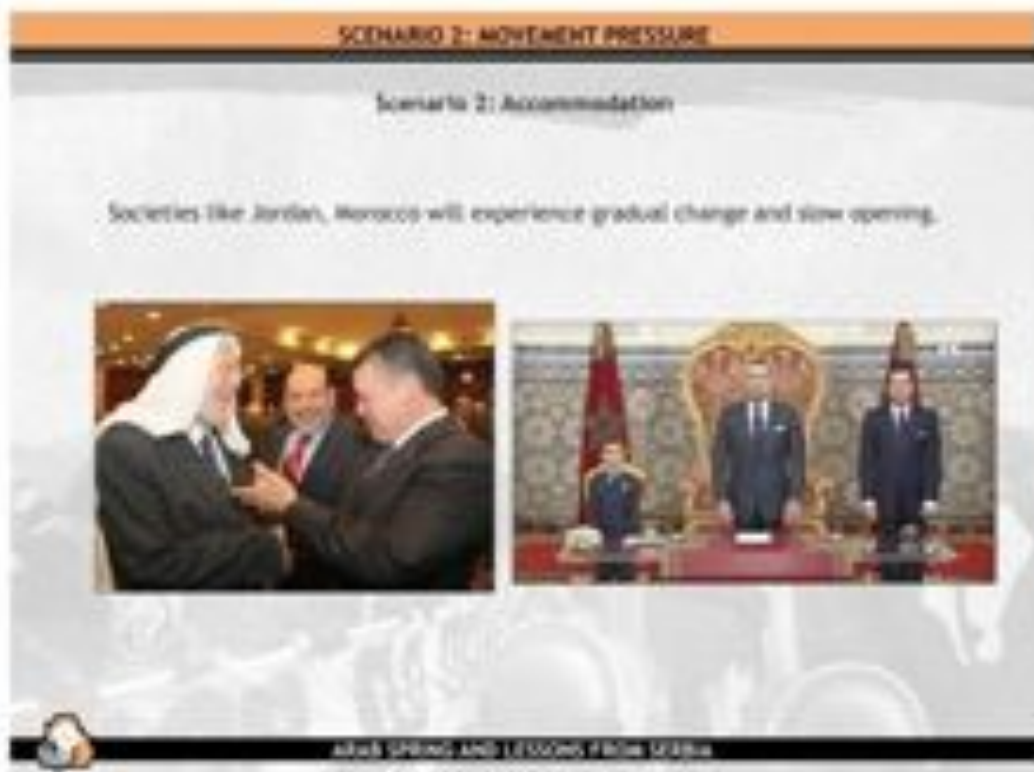 SCENARIO 2: MOVEMENT PRESSURE
Scenario 2: Accommodation
Societies like Jordan, Morocco will experience gradual change and slow opening.
ARAB SPRING AND LESSONS FROM SERBIA